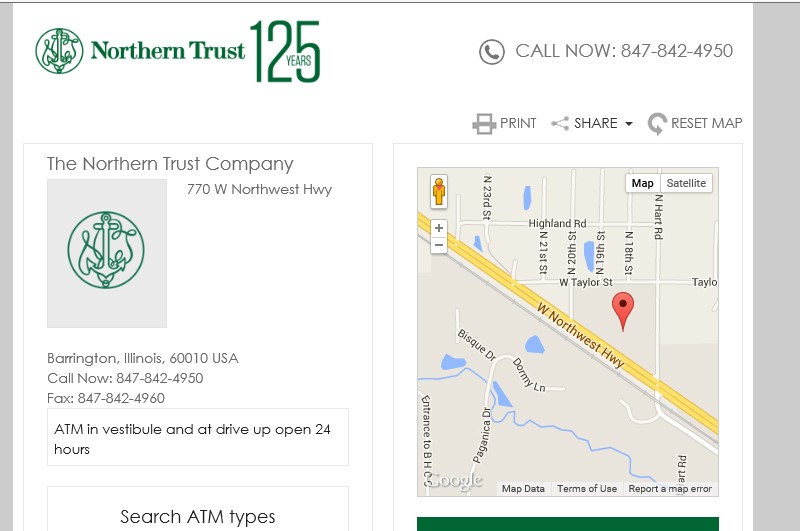 Northern Trust 125 YEARS
CALL NOW: 847-842-4950
PRINT SHARE RESET MAP
The Northern Trust Company
770 W Northwest Hwy
Barrington, Illinois, 60010 USA
Call Now: 847-842-4950
Fax: 847-842-4960
ATM in vestibule and at drive up open 24
hours
Search ATM types
Map Satellite
N 23rd St
N Hart Rd
Highland Rd
N 21st St
N 20th St
N 19th St
N 18th St
W Taylor St
Taylo
W Northwest Hwy
Bisque Dr
Dormy Ln
Paganica Dr
Entrance to B H C
art Rd
Google
Map Data Terms of Use Report a map error